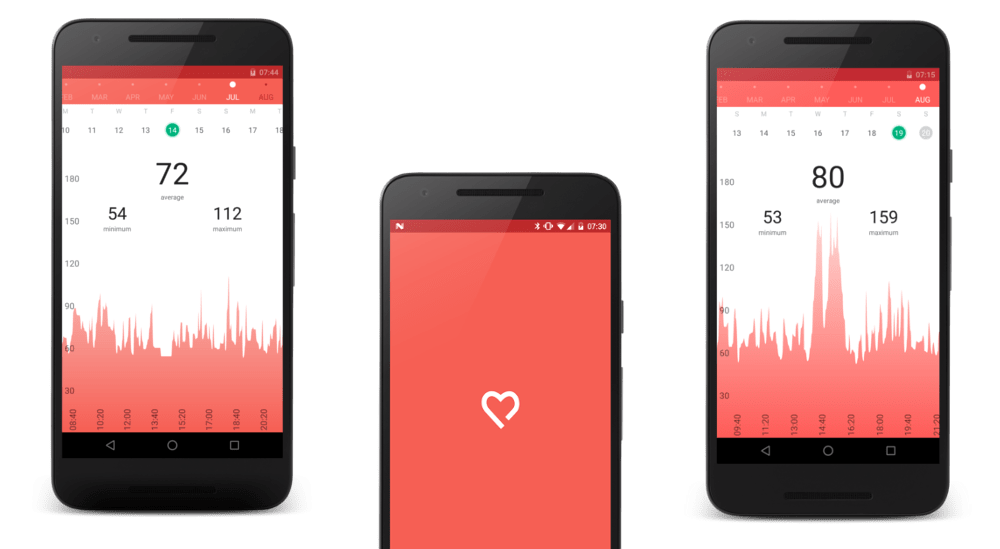 07:44
EB MAR APR MAY JUN JUL AUG
M T W T F S S M T
10 11 12 13 14 15 16 17 18
72
average
54 112
minimum maximum
180
150
120
90
60
30
08:40 10:20 12:00 13:40 15:20 17:00 18:40 20:20
07:30
07:15
EB MAR APR MAY JUN JUL AUG
S M T W T F S S
13 14 15 16 17 18 19 20
80
average
53 159
minimum maximum
180
150
120
90
60
30
09:40 11:20 13:00 14:40 16:20 18:00 19:40 21:20